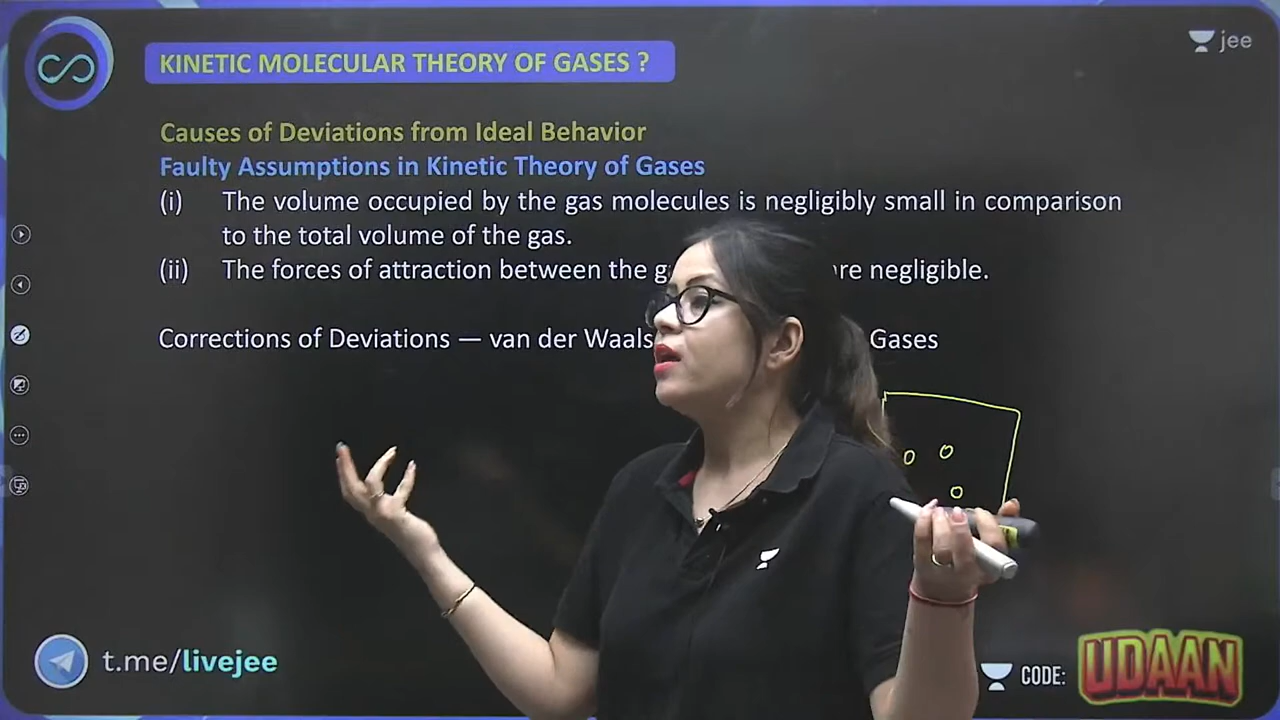 jee
KINETIC MOLECULAR THEORY OF GASES ?
Causes of Deviations from Ideal Behavior
Faulty Assumptions in Kinetic Theory of Gases
(i) The volume occupied by the gas molecules is negligibly small in comparison
to the total volume of the gas.
(ii) The forces of attraction between the are negligible.
Corrections of Deviations — van der Waals Gases
t.me/livejee
CODE: UDAAN